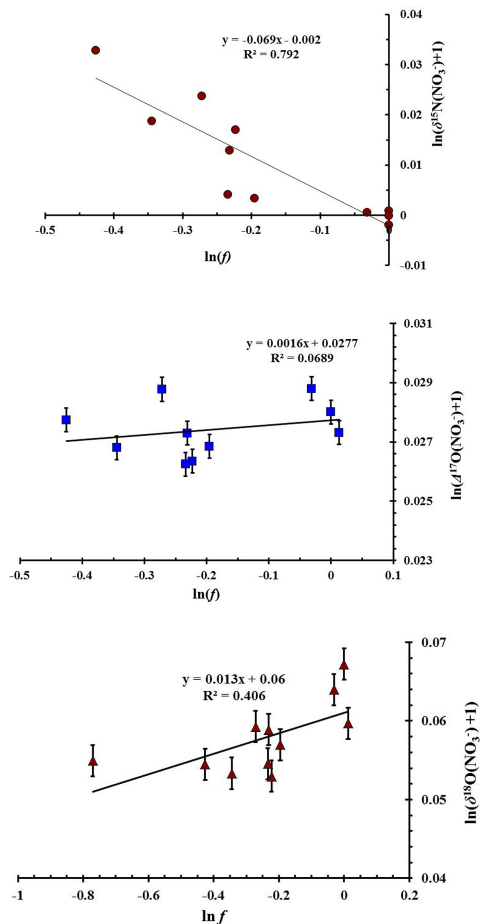 0.04
y = -0.069x - 0.002
R² = 0.792
0.03
0.02
0.01
0
-0.5 -0.4 -0.3 -0.2 -0.1 0
-0.01
ln(f)
ln(δ¹⁵N(NO₃⁻)+1)
0.031
y = 0.0016x + 0.0277
R² = 0.0689
0.029
0.027
0.025
0.023
-0.5 -0.4 -0.3 -0.2 -0.1 0 0.1
ln(f)
ln(Δ¹⁷O(NO₃⁻)+1)
0.07
y = 0.013x + 0.06
R² = 0.406
0.06
0.05
0.04
-1 -0.8 -0.6 -0.4 -0.2 0 0.2
ln f
ln(δ¹⁸O(NO₃⁻)+1)